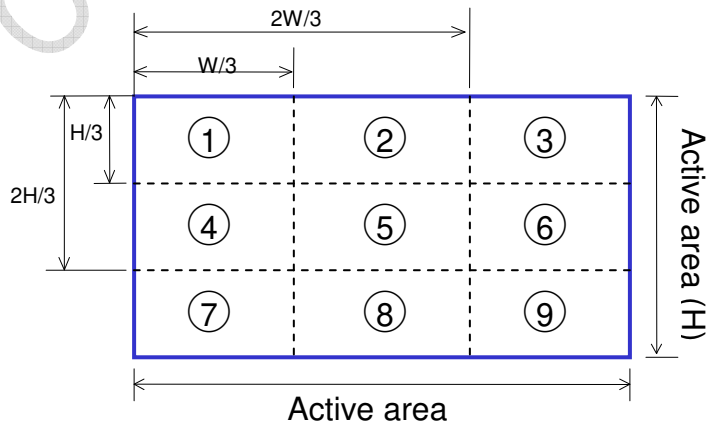 2W/3
W/3
H/3
2H/3
1 2 3
4 5 6
7 8 9
Active area (H)
Active area